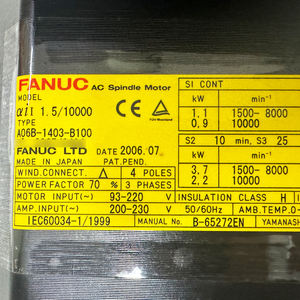 FANUC AC Spindle Motor
MODEL
αII 1.5/10000
TYPE
A06B-1403-B100
FANUC LTD DATE 2006.07
MADE IN JAPAN PAT.PEND.
WIND.CONNECT. Δ 4 POLES
POWER FACTOR 70 % 3 PHASES
MOTOR INPUT(~) 93-220 V
AMP.INPUT(~) 200-230 V 50/60Hz AMB.TEMP.0-
IEC60034-1/1999 MANUAL No. B-65272EN YAMANASH
S1 CONT
kW min⁻¹
1.1 1500- 8000
0.9 10000
S2 10 min, S3 25
kW min⁻¹
3.7 1500- 8000
2.2 10000
INSULATION CLASS H